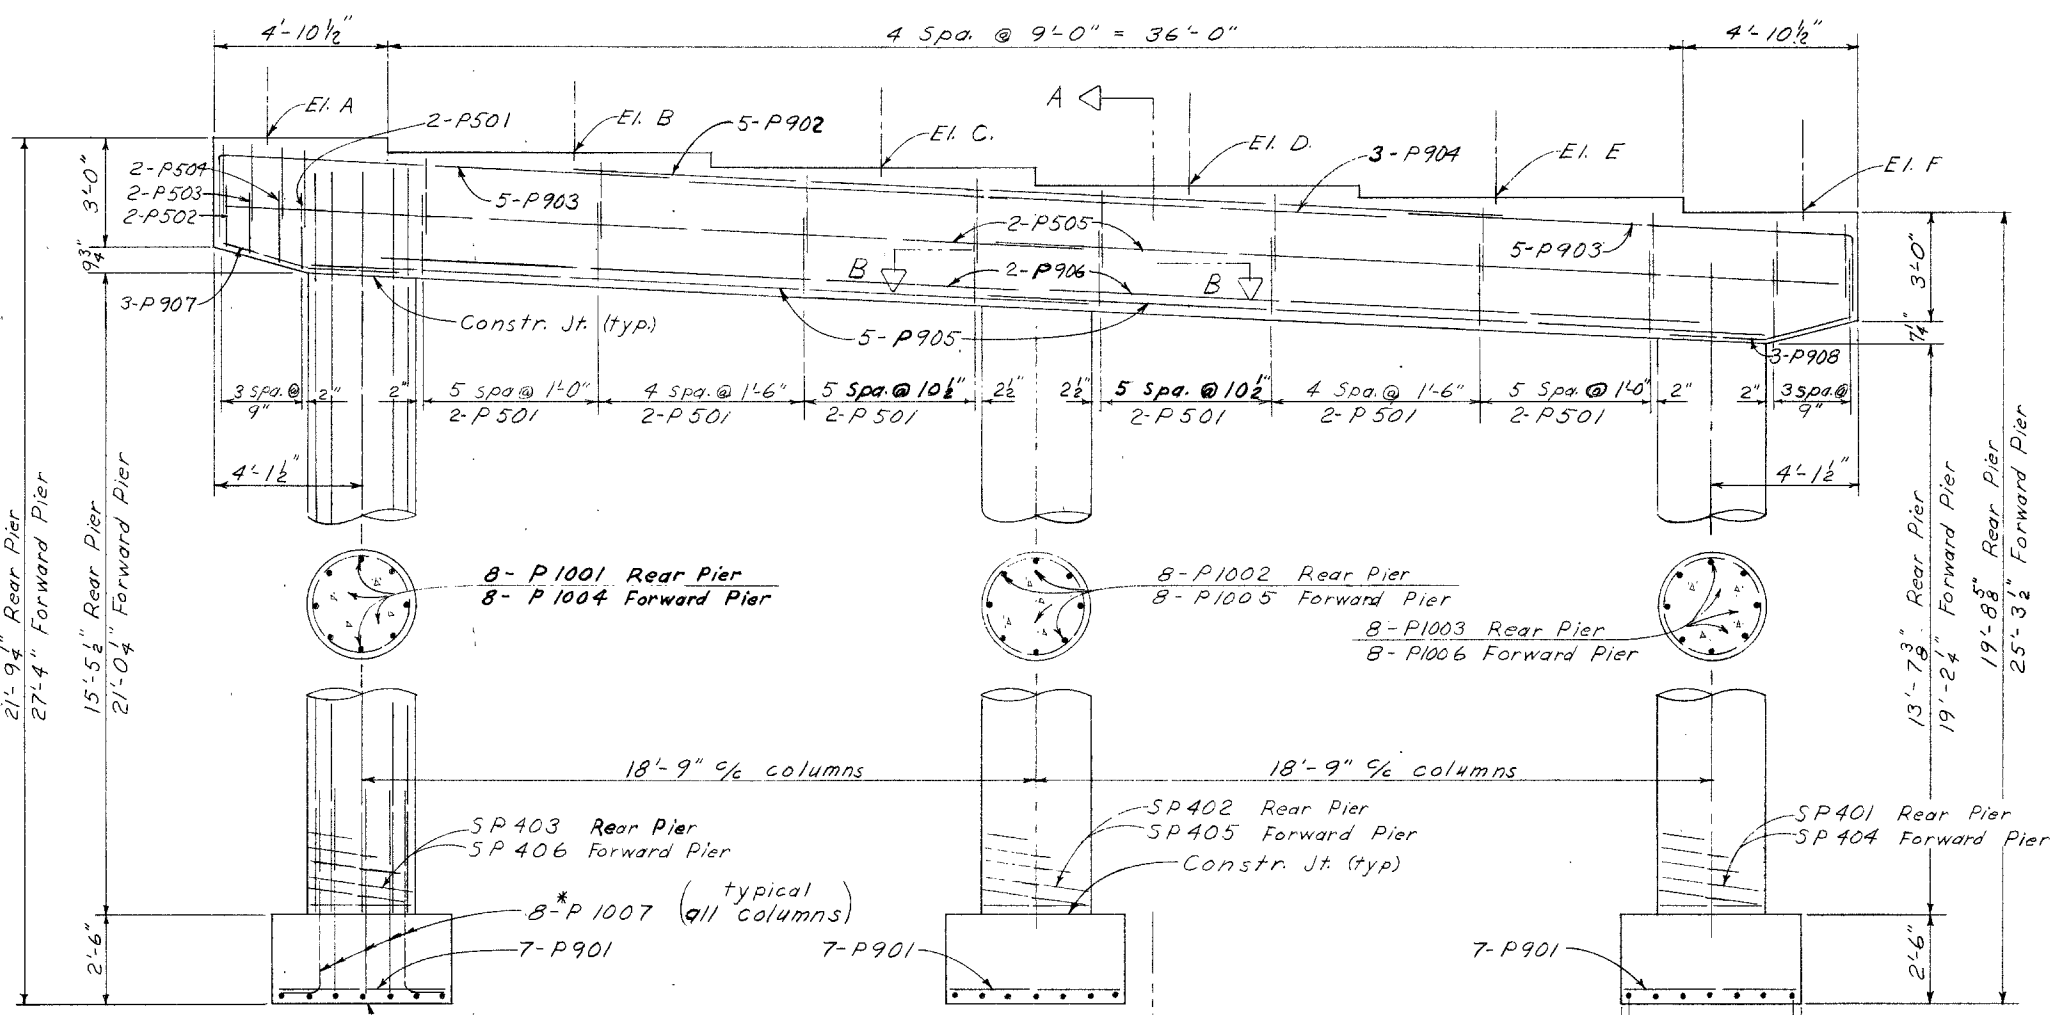 4'-10½"
4 Spa. @ 9'-0" = 36'-0"
4'-10½"
El. A
2-P501
El. B
5-P902
A
El. C.
El. D.
3-P904
El. E
El. F
2-P504
2-P503
2-P502
3'-0"
9¾"
5-P903
2-P505
5-P903
3'-0"
7¼"
B
2-P906
B
3-P907
Constr. Jt. (typ.)
5-P905
3-P908
3 Spa. @
9"
2"
2"
5 Spa @ 1'-0"
2-P501
4 Spa. @ 1'-6"
2-P501
5 Spa. @ 10½"
2-P501
2½"
2½"
5 Spa. @ 10½"
2-P501
4 Spa. @ 1'-6"
2-P501
5 Spa. @ 1'-0"
2-P501
2"
2"
3 spa. @
9"
4'-1½"
4'-1½"
21'-9¼" Rear Pier
27'-4" Forward Pier
15'-5½" Rear Pier
21'-0¼" Forward Pier
8- P1001 Rear Pier
8- P1004 Forward Pier
8- P1002 Rear Pier
8- P1005 Forward Pier
8- P1003 Rear Pier
8- P1006 Forward Pier
13'-7⅜" Rear Pier
19'-2¼" Forward Pier
19'-8⅝" Rear Pier
25'-3½" Forward Pier
18'-9" c/c columns
18'-9" c/c columns
SP403 Rear Pier
SP406 Forward Pier
SP402 Rear Pier
SP405 Forward Pier
Constr. Jt. (typ)
SP401 Rear Pier
SP404 Forward Pier
8-*P1007 (typical
all columns)
2'-6"
7-P901
7-P901
7-P901
2'-6"